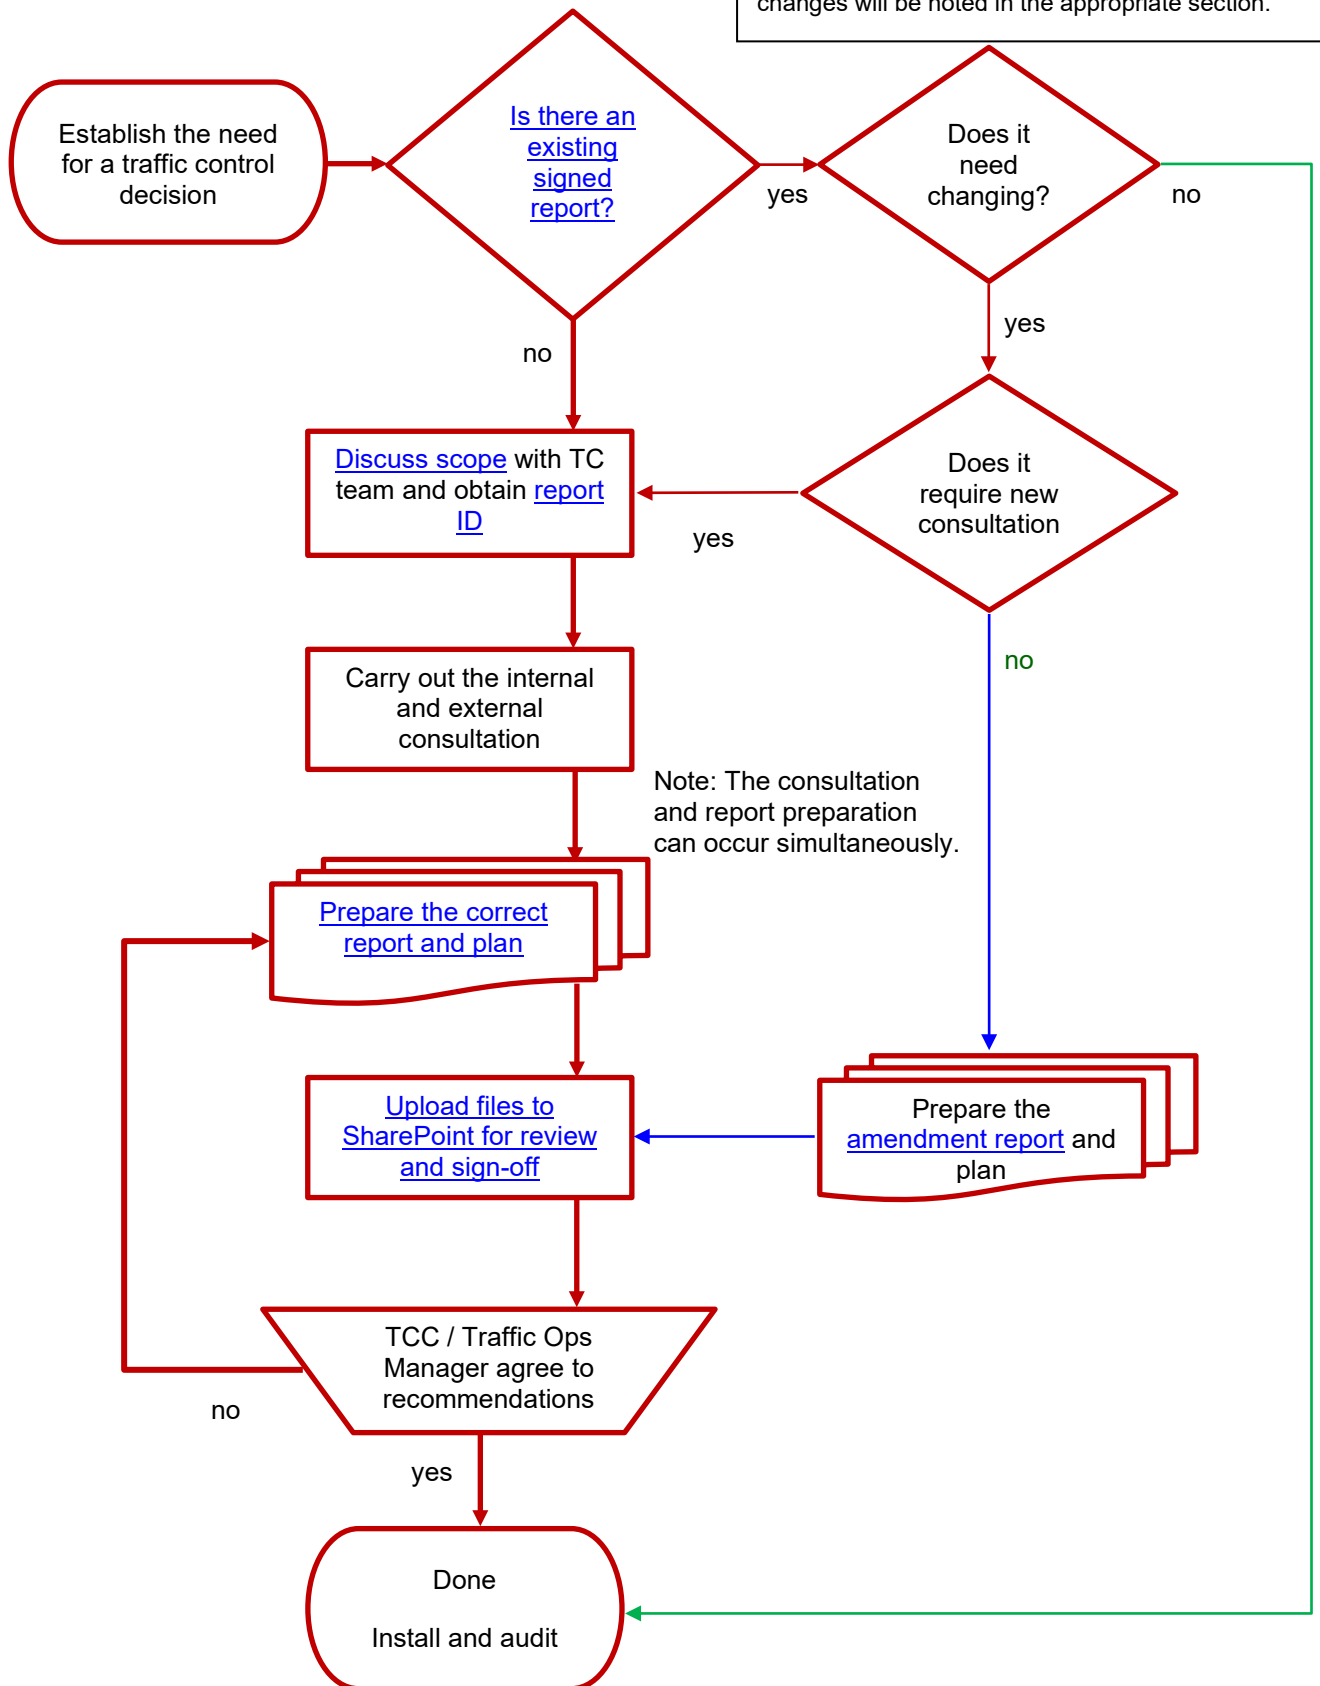 changes will be noted in the appropriate section.
Establish the need
for a traffic control
decision
Is there an
existing
signed
report?
yes
Does it
need
changing?
no
yes
no
Discuss scope with TC
team and obtain report
ID
yes
Does it
require new
consultation
no
Carry out the internal
and external
consultation
Note: The consultation
and report preparation
can occur simultaneously.
Prepare the correct
report and plan
Upload files to
SharePoint for review
and sign-off
Prepare the
amendment report and
plan
TCC / Traffic Ops
Manager agree to
recommendations
no
yes
Done
Install and audit